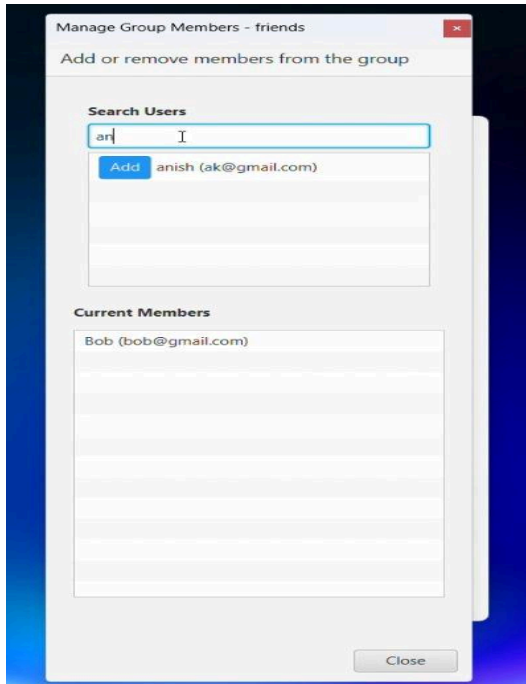 Manage Group Members - friends
Add or remove members from the group
Search Users
an
Add anish (ak@gmail.com)
Current Members
Bob (bob@gmail.com)
Close